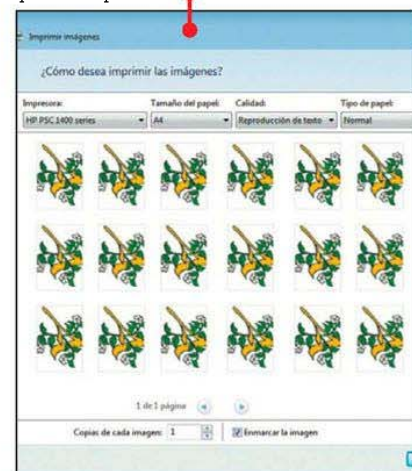 Imprimir imágenes
¿Cómo desea imprimir las imágenes?
Impresora: Tamaño del papel: Calidad: Tipo de papel:
HP PSC 1400 series A4 Reproducción de texto Normal
1 de 1 página
Copias de cada imagen: 1 Enmarcar la imagen